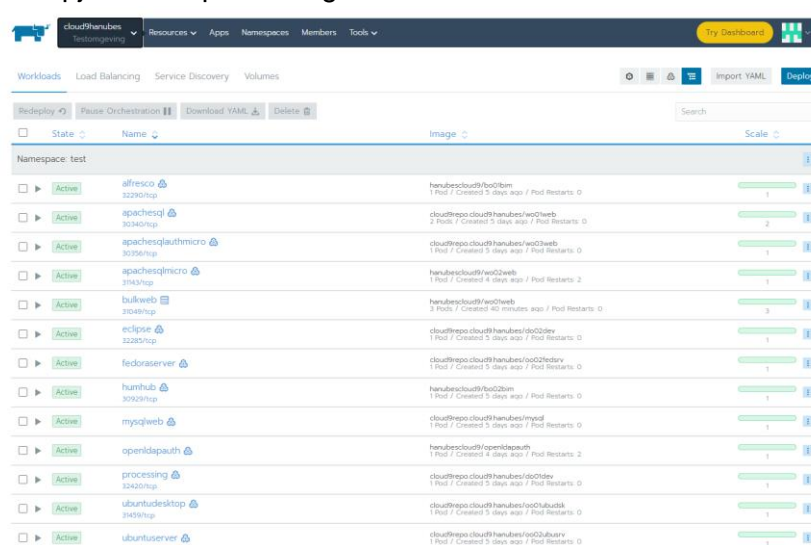 cloud9hanubes
Testomgeving
Resources Apps Namespaces Members Tools
Try Dashboard
Workloads Load Balancing Service Discovery Volumes
Import YAML Deploy
Redeploy Pause Orchestration Download YAML Delete
Search
State Name Image Scale
Namespace: test
Active alfresco hanubescloud9/bo01bim
32290/tcp 1 Pod / Created 5 days ago / Pod Restarts: 0 1
Active apachesql cloud9repo.cloud9.hanubes/wo01web
30340/tcp 2 Pods / Created 5 days ago / Pod Restarts: 0 2
Active apachesqlauthmicro cloud9repo.cloud9.hanubes/wo03web
30356/tcp 1 Pod / Created 5 days ago / Pod Restarts: 0 1
Active apachesqlmicro hanubescloud9/wo02web
31143/tcp 1 Pod / Created 4 days ago / Pod Restarts: 2 1
Active bulkweb hanubescloud9/wo01web
31049/tcp 3 Pods / Created 40 minutes ago / Pod Restarts: 0 3
Active eclipse cloud9repo.cloud9.hanubes/do02dev
32285/tcp 1 Pod / Created 5 days ago / Pod Restarts: 0 1
Active fedoraserver cloud9repo.cloud9.hanubes/oo02fedsrv
1 Pod / Created 5 days ago / Pod Restarts: 0 1
Active humhub hanubescloud9/bo02bim
30929/tcp 1 Pod / Created 5 days ago / Pod Restarts: 0 1
Active mysqlweb cloud9repo.cloud9.hanubes/mysql
1 Pod / Created 5 days ago / Pod Restarts: 0 1
Active openldapauth hanubescloud9/openldapauth
1 Pod / Created 4 days ago / Pod Restarts: 2 1
Active processing cloud9repo.cloud9.hanubes/do01dev
32420/tcp 1 Pod / Created 5 days ago / Pod Restarts: 0 1
Active ubuntudesktop cloud9repo.cloud9.hanubes/oo01ubudsk
31459/tcp 1 Pod / Created 5 days ago / Pod Restarts: 0 1
Active ubuntuserver cloud9repo.cloud9.hanubes/oo02ubusrv
1 Pod / Created 5 days ago / Pod Restarts: 0 1